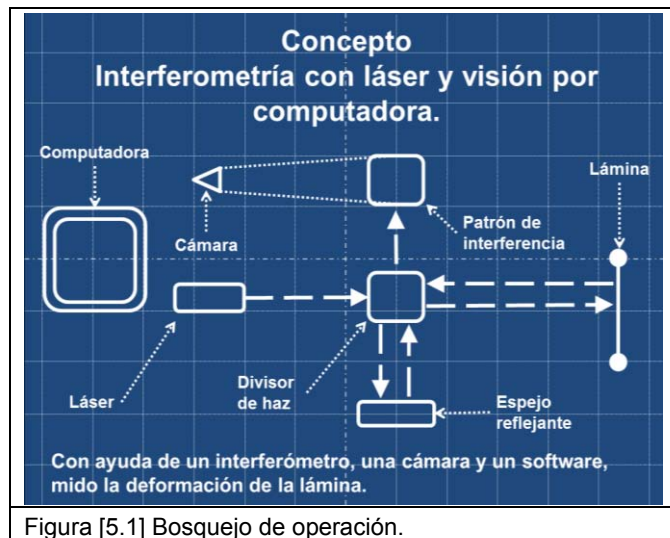 Concepto
Interferometría con láser y visión por
computadora.
Computadora
Lámina
Cámara
Patrón de
interferencia
Láser
Divisor
de haz
Espejo
reflejante
Con ayuda de un interferómetro, una cámara y un software,
mido la deformación de la lámina.
Figura [5.1] Bosquejo de operación.